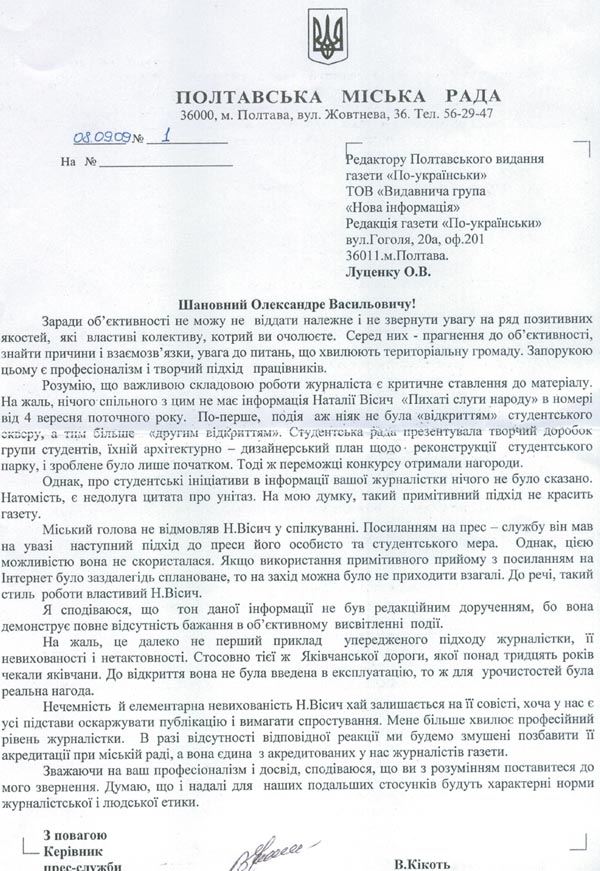 ПОЛТАВСЬКА МІСЬКА РАДА
36000, м. Полтава, вул. Жовтнева, 36. Тел. 56-29-47
08.09.09 № 1
На №
Редактору Полтавського видання
газети «По-українськи»
ТОВ «Видавнича група
«Нова інформація»
Редакція газети «По-українськи»
вул.Гоголя, 20а, оф.201
36011.м.Полтава.
Луценку О.В.
Шановний Олександре Васильовичу!
Заради об’єктивності не можу не віддати належне і не звернути увагу на ряд позитивних
якостей, які властиві колективу, котрий ви очолюєте. Серед них - прагнення до об’єктивності,
знайти причини і взаємозв’язки, увага до питань, що хвилюють територіальну громаду. Запорукою
цьому є професіоналізм і творчий підхід працівників.
Розумію, що важливою складовою роботи журналіста є критичне ставлення до матеріалу.
На жаль, нічого спільного з цим не має інформація Наталії Вісич «Пихаті слуги народу» в номері
від 4 вересня поточного року. По-перше, подія аж ніяк не була «відкриттям» студентського
скверу, а тим більше «другим відкриттям». Студентська рада презентувала творчий доробок
групи студентів, їхній архітектурно – дизайнерський план щодо реконструкції студентського
парку, і зроблене було лише початком. Тоді ж переможці конкурсу отримали нагороди.
Однак, про студентські ініціативи в інформації вашої журналістки нічого не було сказано.
Натомість, є недолуга цитата про унітаз. На мою думку, такий примітивний підхід не красить
газету.
Міський голова не відмовляв Н.Вісич у спілкуванні. Посиланням на прес – службу він мав
на увазі наступний підхід до преси його особисто та студентського мера. Однак, цією
можливістю вона не скористалася. Якщо використання примітивного прийому з посиланням на
Інтернет було заздалегідь сплановане, то на захід можна було не приходити взагалі. До речі, такий
стиль роботи властивий Н.Вісич.
Я сподіваюся, що тон даної інформації не був редакційним дорученням, бо вона
демонструє повне відсутність бажання в об’єктивному висвітленні події.
На жаль, це далеко не перший приклад упередженого підходу журналістки, її
невихованості і нетактовності. Стосовно тієї ж Яківчанської дороги, якої понад тридцять років
чекали яківчани. До відкриття вона не була введена в експлуатацію, то ж для урочистостей була
реальна нагода.
Нечемність й елементарна невихованість Н.Вісич хай залишається на її совісті, хоча у нас є
усі підстави оскаржувати публікацію і вимагати спростування. Мене більше хвилює професійний
рівень журналістки. В разі відсутності відповідної реакції ми будемо змушені позбавити її
акредитації при міській раді, а вона єдина з акредитованих у нас журналістів газети.
Зважаючи на ваш професіоналізм і досвід, сподіваюся, що ви з розумінням поставитеся до
мого звернення. Думаю, що і надалі для наших подальших стосунків будуть характерні норми
журналістської і людської етики.
З повагою
Керівник
прес-служби В.Кікоть